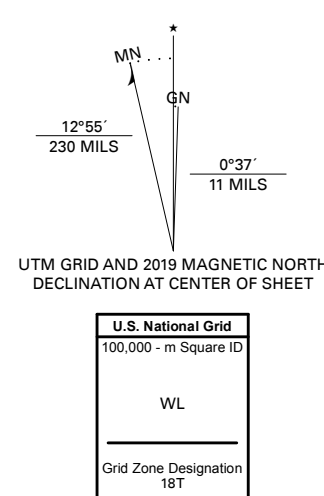 ★
MN
GN
12°55´
230 MILS
0°37´
11 MILS
UTM GRID AND 2019 MAGNETIC NORTH
DECLINATION AT CENTER OF SHEET
U.S. National Grid
100,000 - m Square ID
WL
Grid Zone Designation
18T